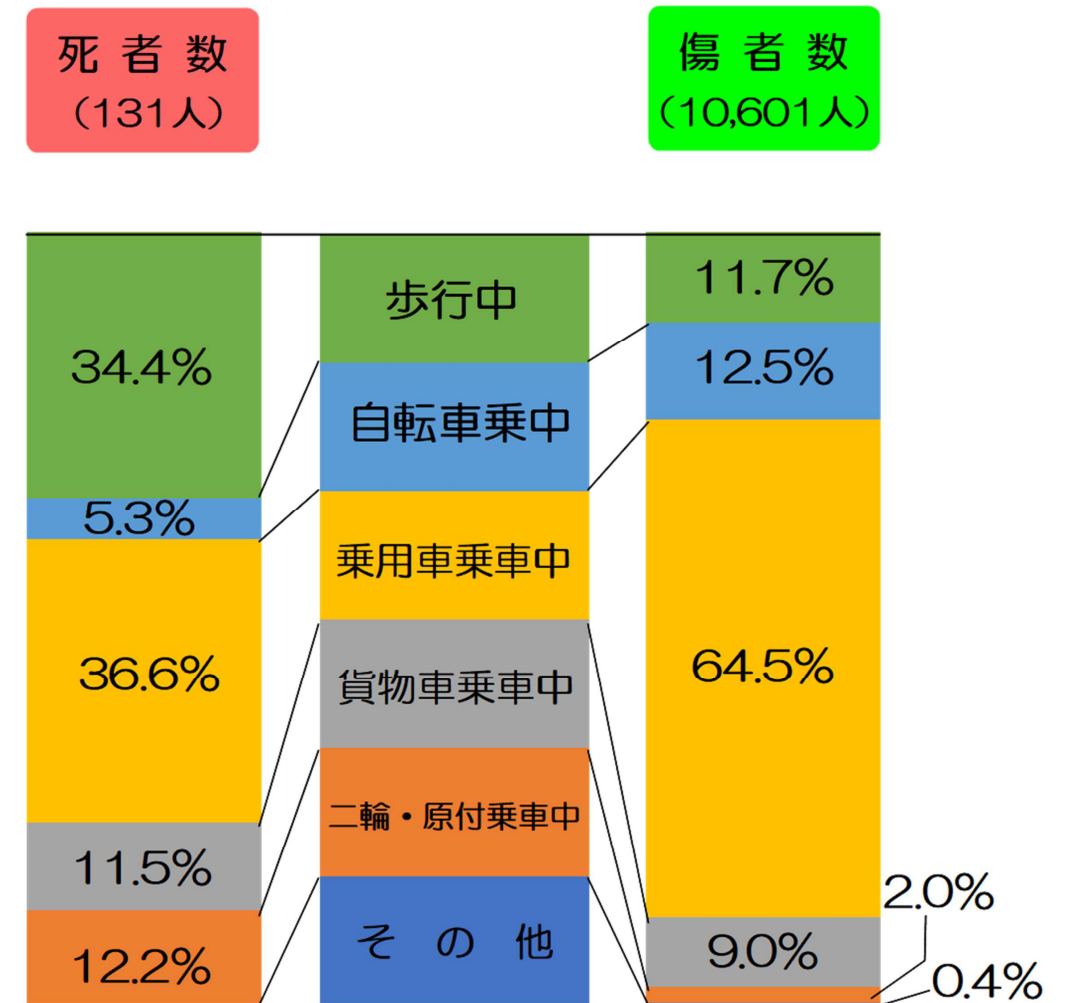 死者数
（131人）
傷者数
（10,601人）
34.4%
5.3%
36.6%
11.5%
12.2%
歩行中
自転車乗中
乗用車乗車中
貨物車乗車中
二輪・原付乗車中
その他
11.7%
12.5%
64.5%
9.0%
2.0%
0.4%